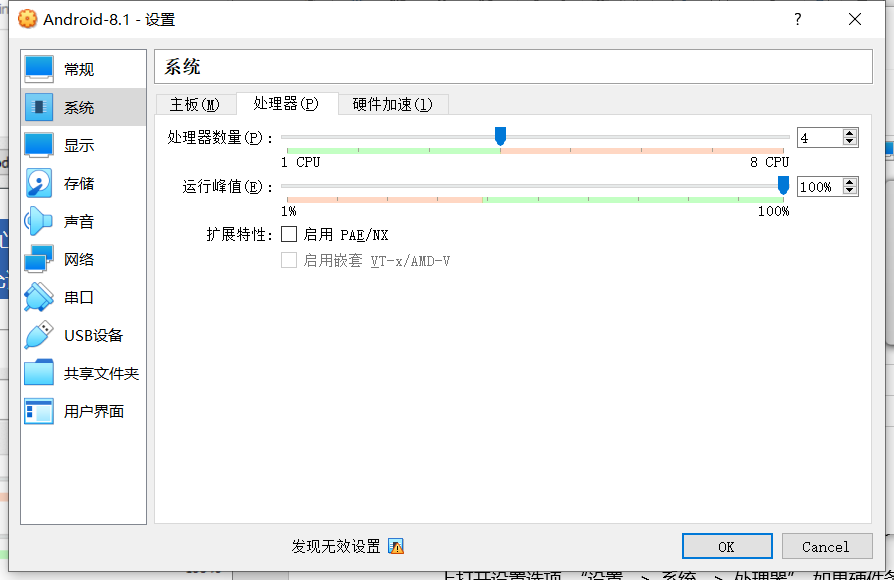 Android-8.1 - 设置
常规
系统
显示
存储
声音
网络
串口
USB设备
共享文件夹
用户界面
系统
主板(M) 处理器(P) 硬件加速(l)
处理器数量(P)： 4
1 CPU 8 CPU
运行峰值(E)： 100%
1% 100%
扩展特性： 启用 PAE/NX
启用嵌套 VT-x/AMD-V
发现无效设置
OK Cancel